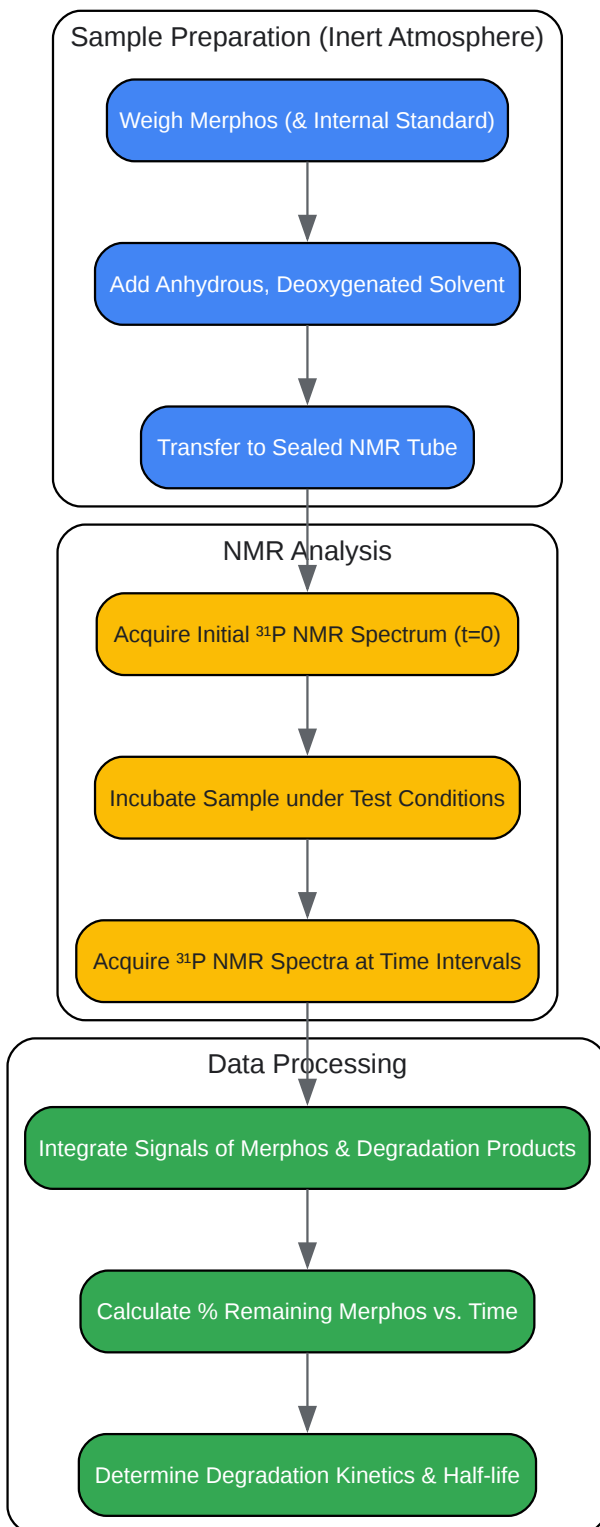 Sample Preparation (Inert Atmosphere)
Weigh Merphos (& Internal Standard)
Add Anhydrous, Deoxygenated Solvent
Transfer to Sealed NMR Tube
NMR Analysis
Acquire Initial ³¹P NMR Spectrum (t=0)
Incubate Sample under Test Conditions
Acquire ³¹P NMR Spectra at Time Intervals
Data Processing
Integrate Signals of Merphos & Degradation Products
Calculate % Remaining Merphos vs. Time
Determine Degradation Kinetics & Half-life